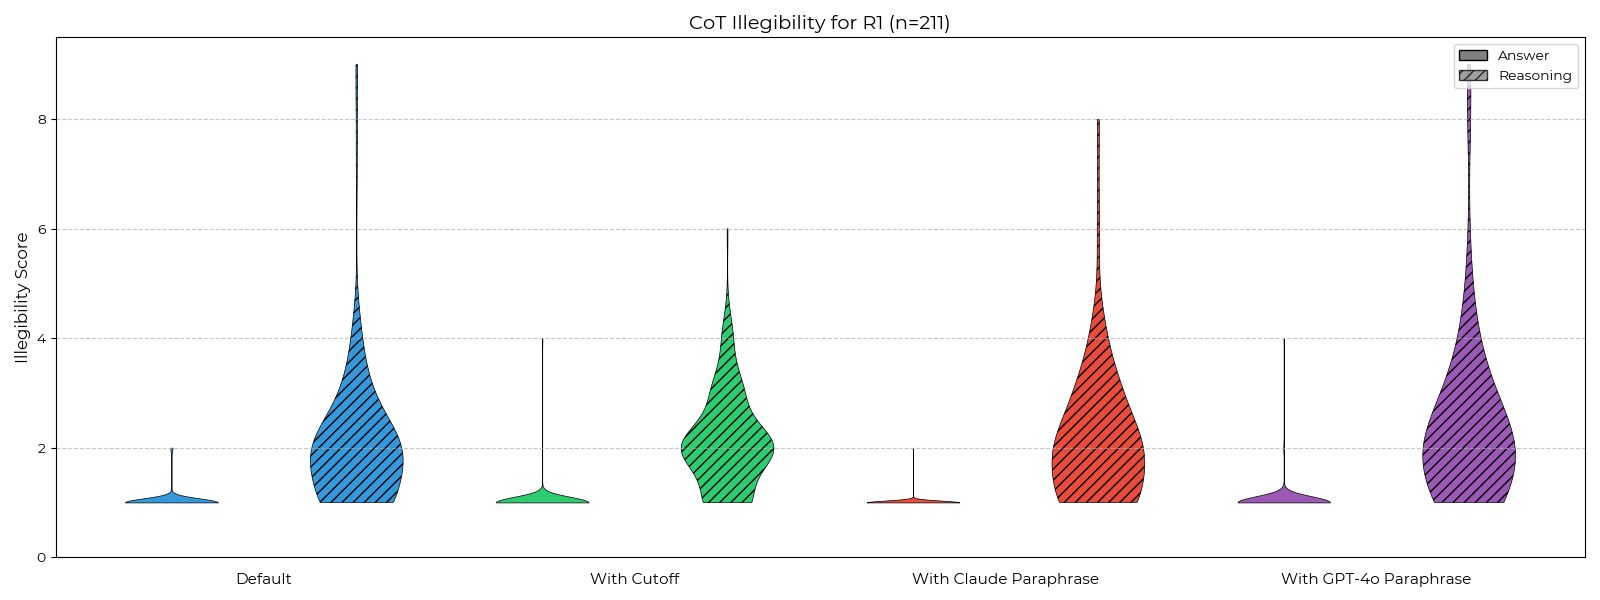 CoT Illegibility for R1 (n=211)
Answer
Reasoning
Illegibility Score
8
6
4
2
0
Default
With Cutoff
With Claude Paraphrase
With GPT-4o Paraphrase